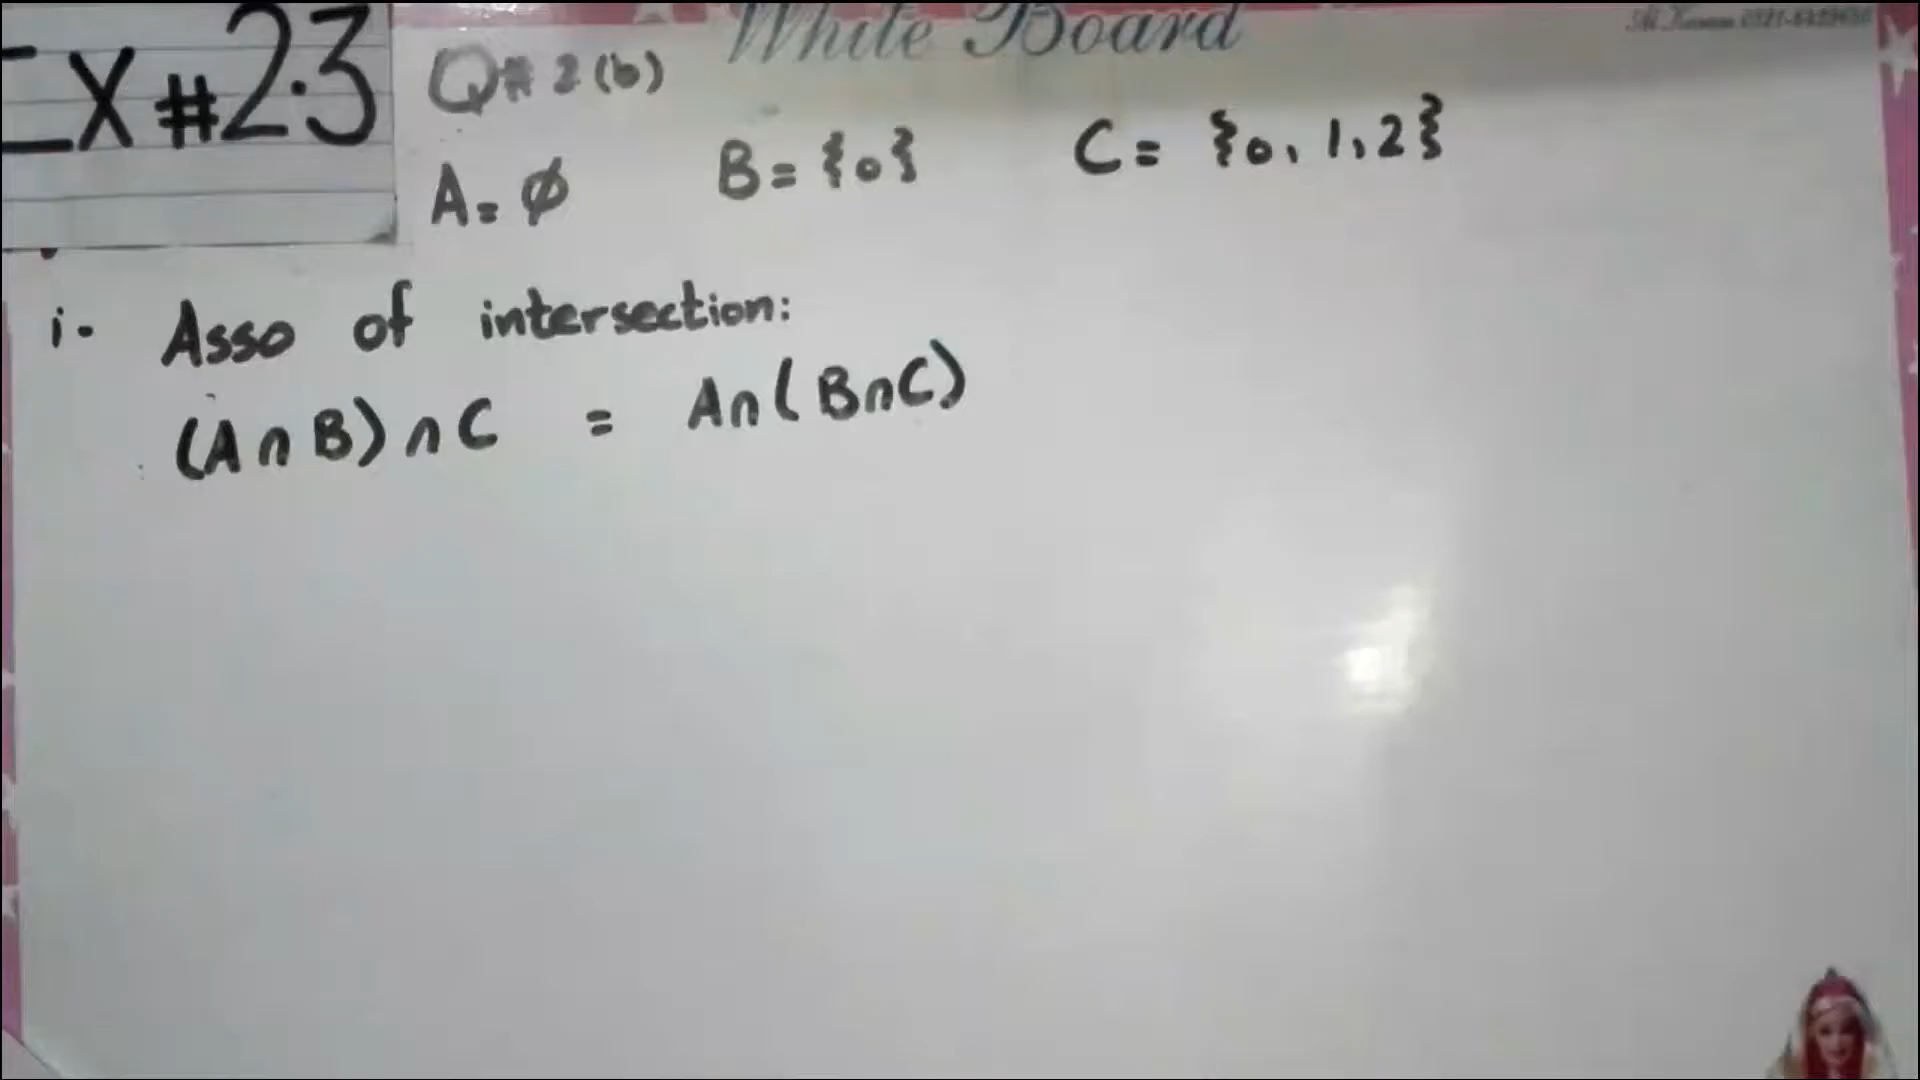 White Board
Ex #2.3
Q# 2 (b)
A = ∅ B = {0} C = {0, 1, 2}
i. Asso of intersection:
(A ∩ B) ∩ C = A ∩ (B ∩ C)